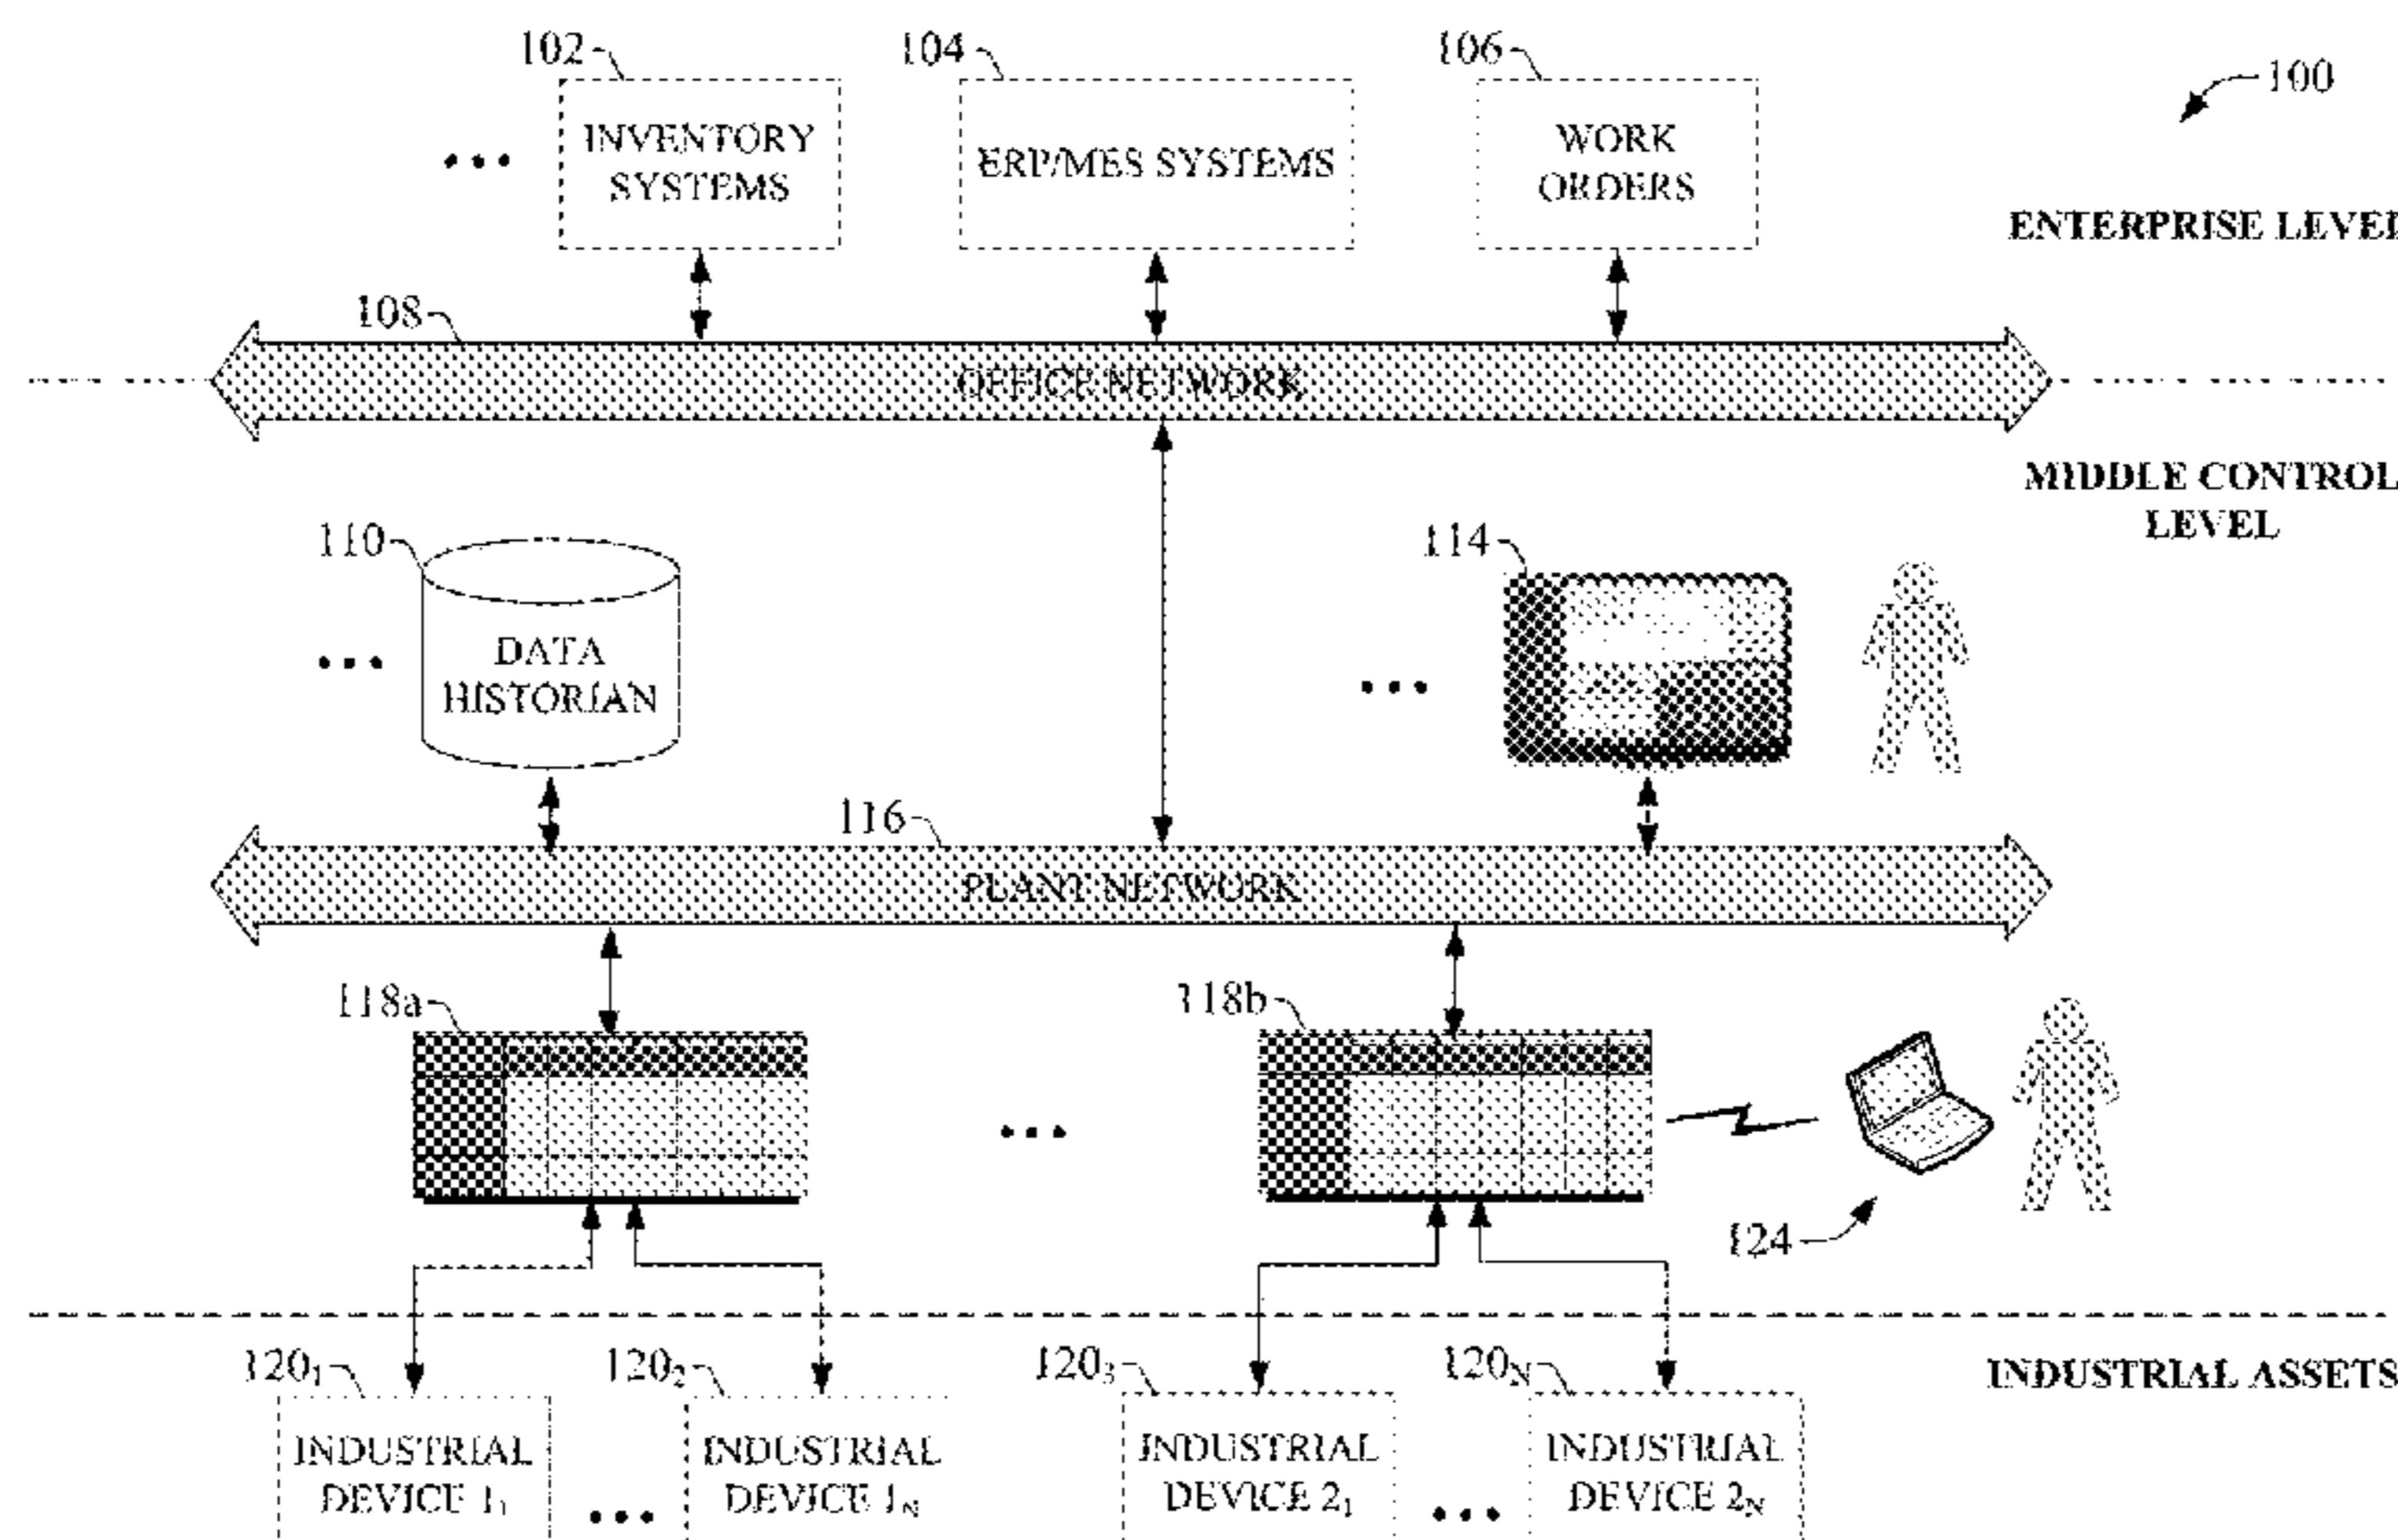 102
104
106
100
INVENTORY
SYSTEMS
ERP/MES SYSTEMS
WORK
ORDERS
ENTERPRISE LEVEL
108
OFFICE NETWORK
MIDDLE CONTROL
LEVEL
110
114
DATA
HISTORIAN
116
PLANT NETWORK
118a
118b
124
120₁
120₂
120₃
120N
INDUSTRIAL ASSETS
INDUSTRIAL
DEVICE 1₁
INDUSTRIAL
DEVICE 1N
INDUSTRIAL
DEVICE 2₁
INDUSTRIAL
DEVICE 2N